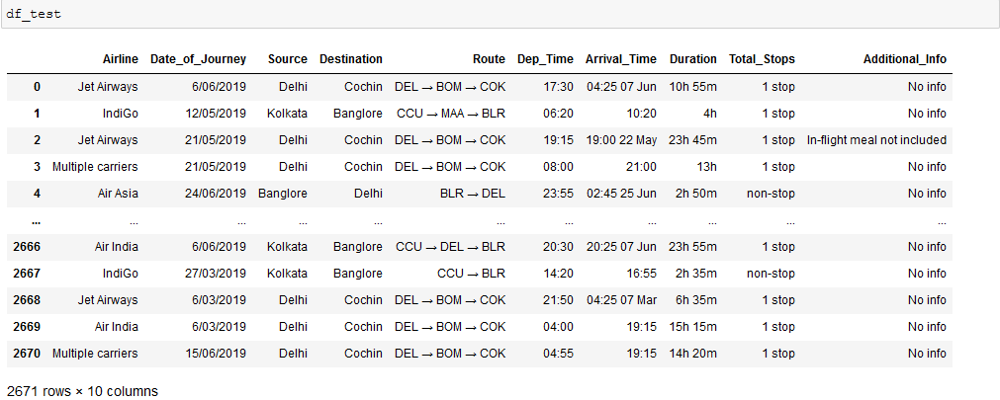 df_test
Airline Date_of_Journey Source Destination Route Dep_Time Arrival_Time Duration Total_Stops Additional_Info
0 Jet Airways 6/06/2019 Delhi Cochin DEL → BOM → COK 17:30 04:25 07 Jun 10h 55m 1 stop No info
1 IndiGo 12/05/2019 Kolkata Banglore CCU → MAA → BLR 06:20 10:20 4h 1 stop No info
2 Jet Airways 21/05/2019 Delhi Cochin DEL → BOM → COK 19:15 19:00 22 May 23h 45m 1 stop In-flight meal not included
3 Multiple carriers 21/05/2019 Delhi Cochin DEL → BOM → COK 08:00 21:00 13h 1 stop No info
4 Air Asia 24/06/2019 Banglore Delhi BLR → DEL 23:55 02:45 25 Jun 2h 50m non-stop No info
... ... ... ... ... ... ... ... ... ... ...
2666 Air India 6/06/2019 Kolkata Banglore CCU → DEL → BLR 20:30 20:25 07 Jun 23h 55m 1 stop No info
2667 IndiGo 27/03/2019 Kolkata Banglore CCU → BLR 14:20 16:55 2h 35m non-stop No info
2668 Jet Airways 6/03/2019 Delhi Cochin DEL → BOM → COK 21:50 04:25 07 Mar 6h 35m 1 stop No info
2669 Air India 6/03/2019 Delhi Cochin DEL → BOM → COK 04:00 19:15 15h 15m 1 stop No info
2670 Multiple carriers 15/06/2019 Delhi Cochin DEL → BOM → COK 04:55 19:15 14h 20m 1 stop No info
2671 rows × 10 columns